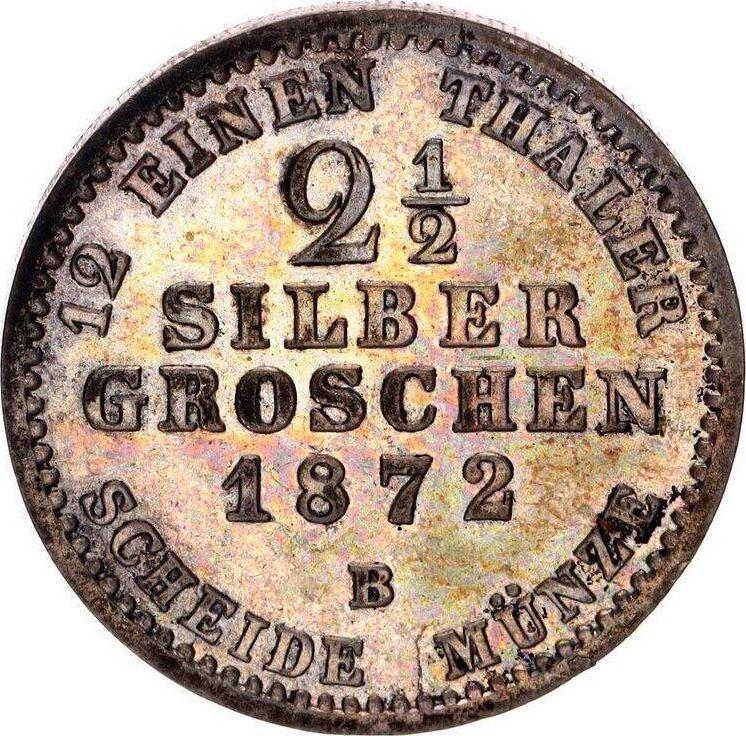 12 EINEN THALER
2 1/2
SILBER
GROSCHEN
1872
B
SCHEIDE MÜNZE